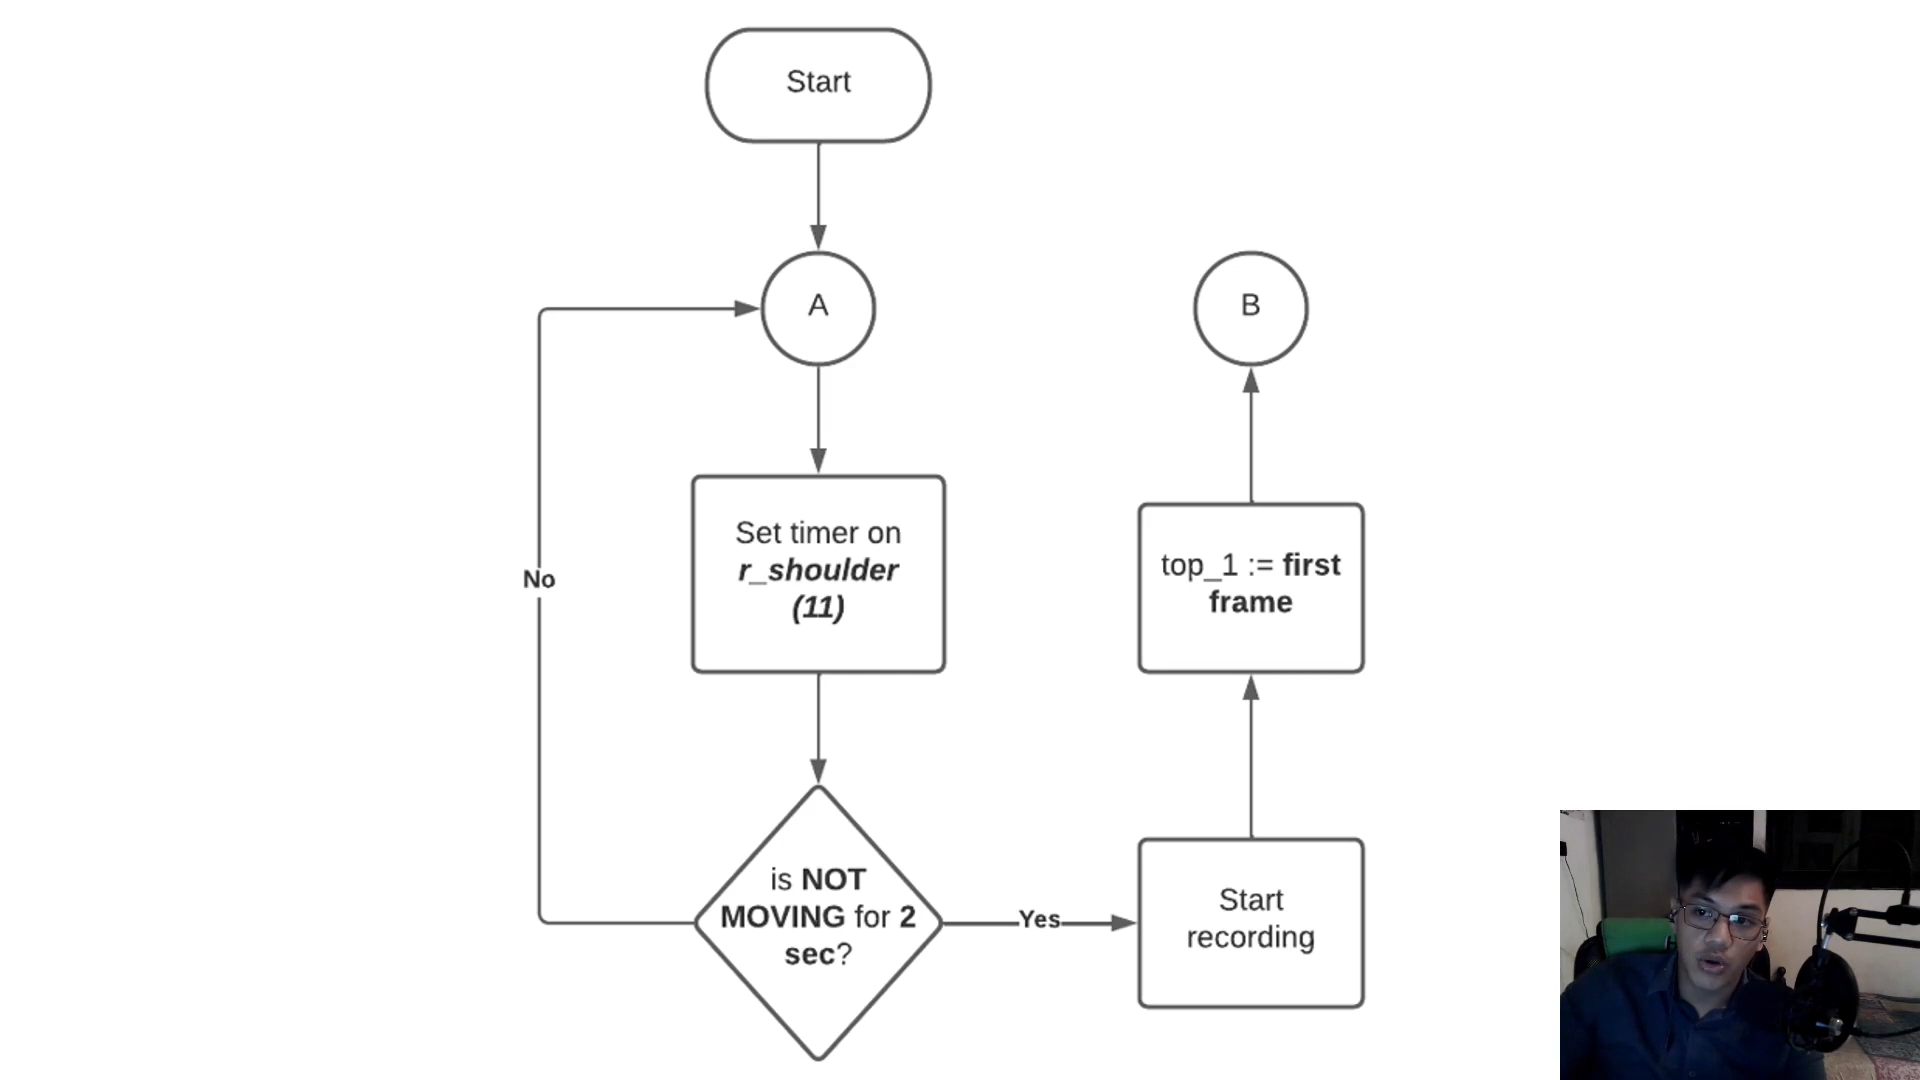 Start
A
B
Set timer on
r_shoulder
(11)
top_1 := first
frame
No
is NOT
MOVING for 2
sec?
Yes
Start
recording